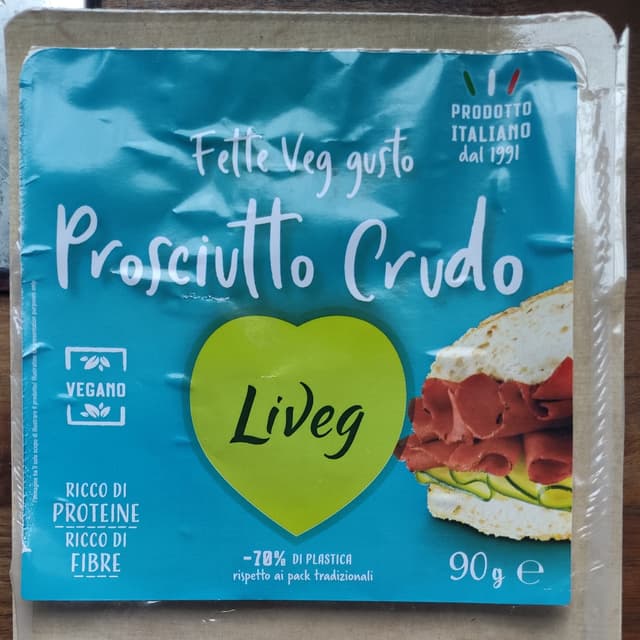 PRODOTTO
ITALIANO
dal 1991
Fette Veg gusto
Prosciutto Crudo
VEGANO
LiVeg
RICCO DI
PROTEINE
RICCO DI
FIBRE
-70% DI PLASTICA
rispetto ai pack tradizionali
90g ℮